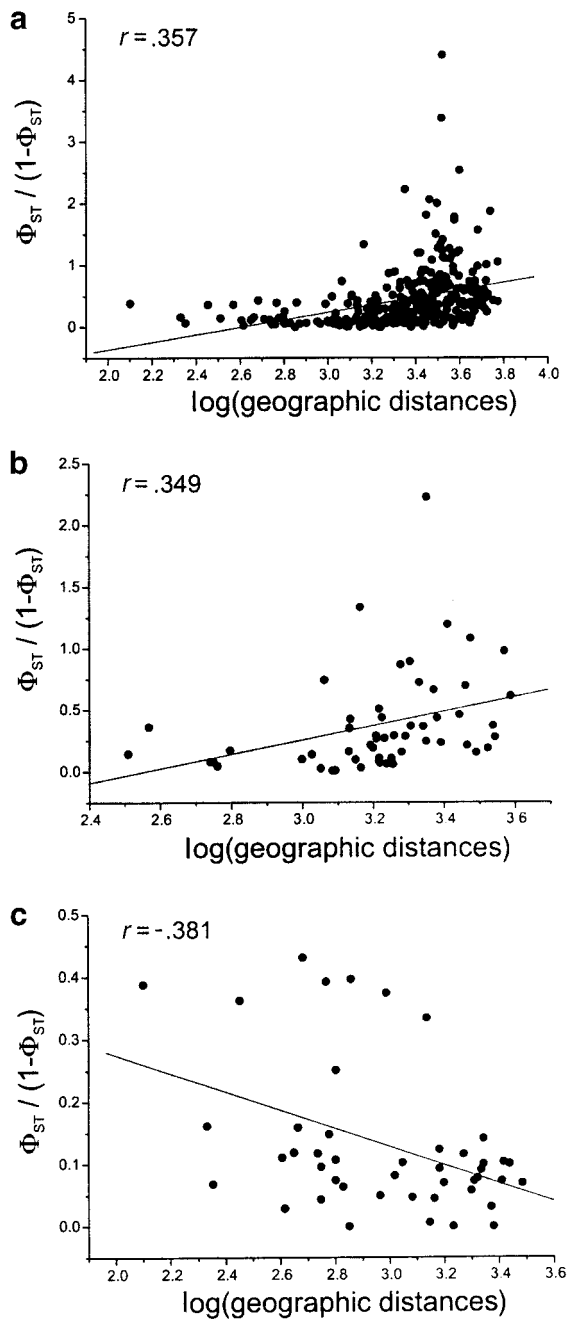 a
r = .357
5
4
3
2
1
0
Φ_ST / (1-Φ_ST)
2.0 2.2 2.4 2.6 2.8 3.0 3.2 3.4 3.6 3.8 4.0
log(geographic distances)
b
r = .349
2.5
2.0
1.5
1.0
0.5
0.0
Φ_ST / (1-Φ_ST)
2.4 2.6 2.8 3.0 3.2 3.4 3.6
log(geographic distances)
c
r = -.381
0.5
0.4
0.3
0.2
0.1
0.0
Φ_ST / (1-Φ_ST)
2.0 2.2 2.4 2.6 2.8 3.0 3.2 3.4 3.6
log(geographic distances)